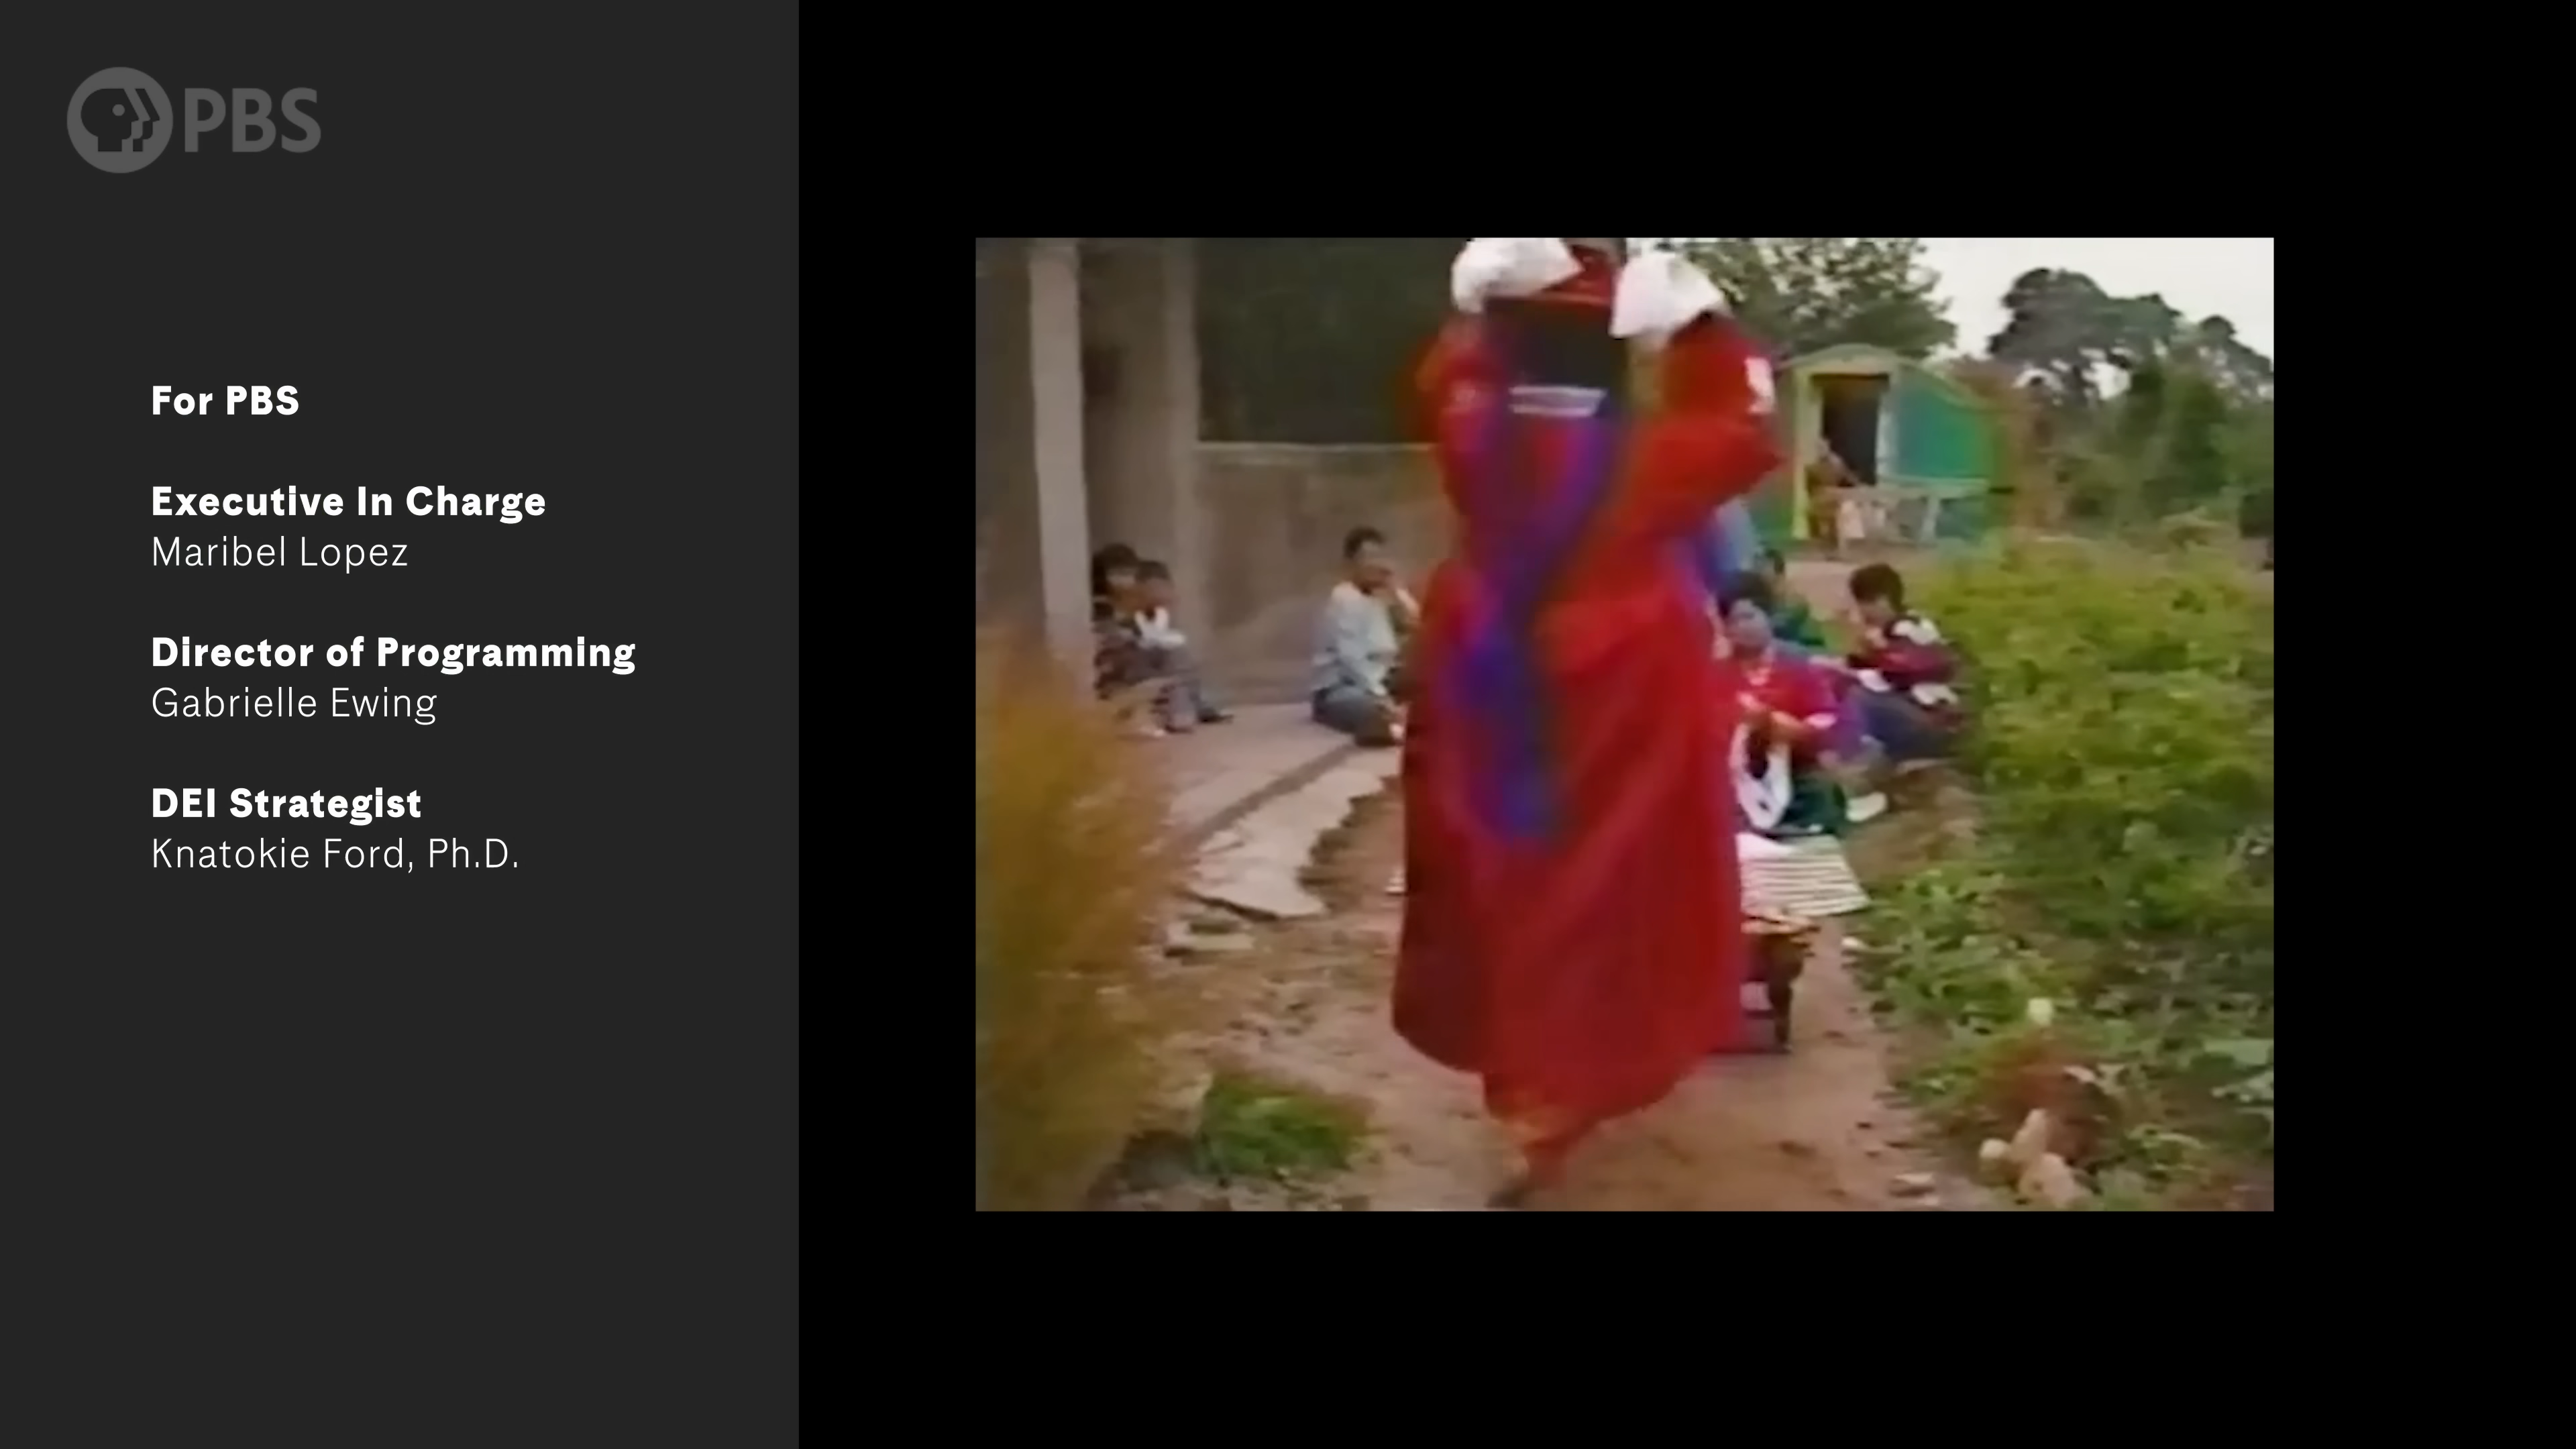 PBS
For PBS
Executive In Charge
Maribel Lopez
Director of Programming
Gabrielle Ewing
DEI Strategist
Knatokie Ford, Ph.D.